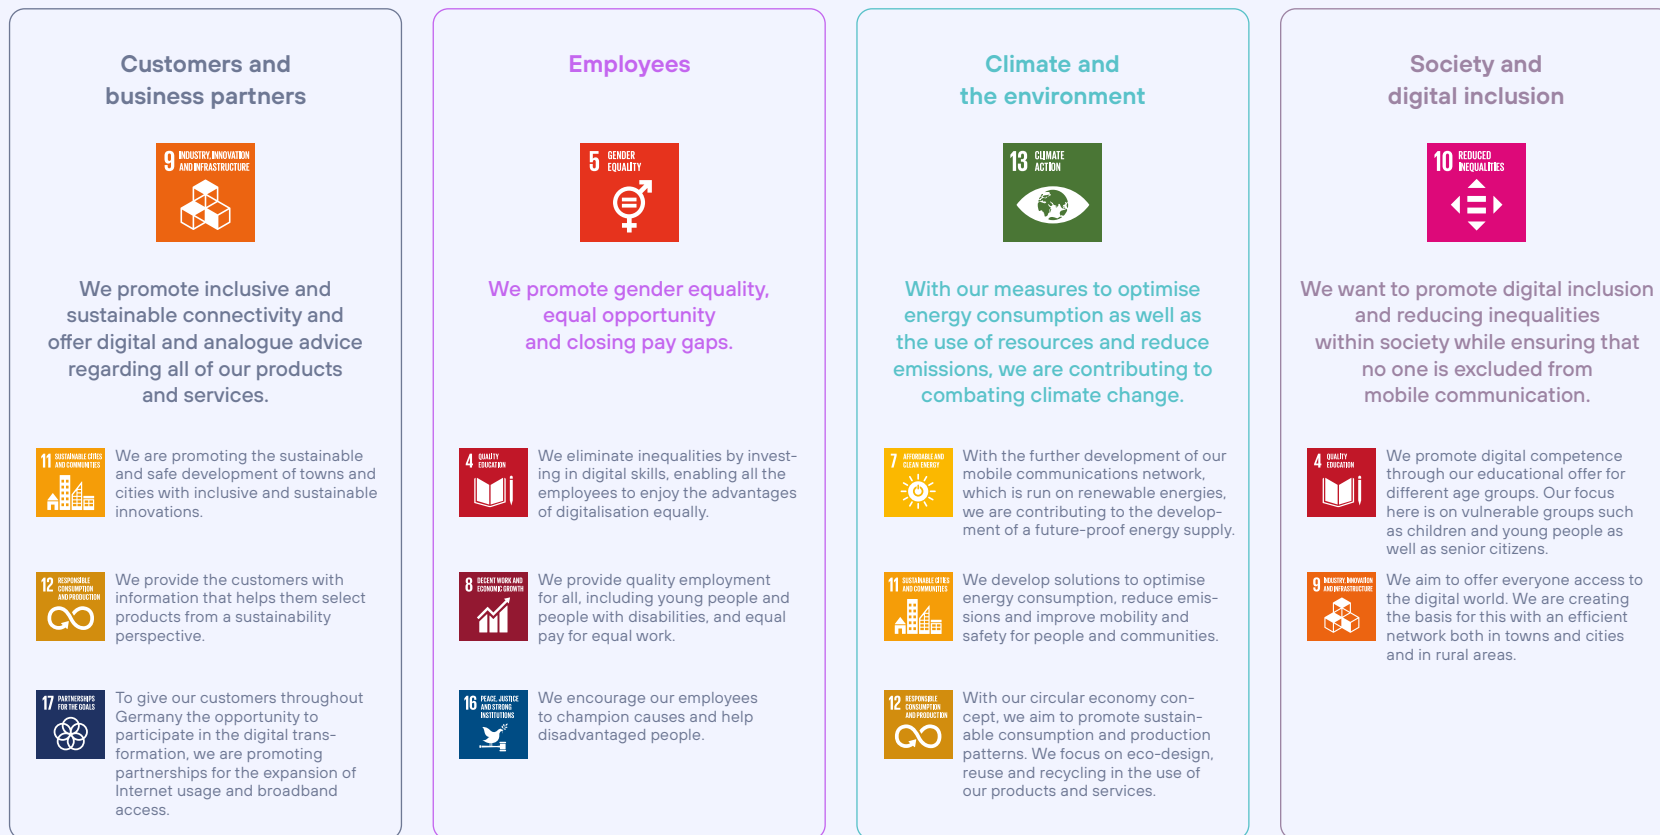 Customers and
business partners
9 INDUSTRY, INNOVATION
AND INFRASTRUCTURE
We promote inclusive and
sustainable connectivity and
offer digital and analogue advice
regarding all of our products
and services.
11 SUSTAINABLE CITIES
AND COMMUNITIES
We are promoting the sustainable
and safe development of towns and
cities with inclusive and sustainable
innovations.
12 RESPONSIBLE
CONSUMPTION
AND PRODUCTION
We provide the customers with
information that helps them select
products from a sustainability
perspective.
17 PARTNERSHIPS
FOR THE GOALS
To give our customers throughout
Germany the opportunity to
participate in the digital trans-
formation, we are promoting
partnerships for the expansion of
Internet usage and broadband
access.
Employees
5 GENDER
EQUALITY
We promote gender equality,
equal opportunity
and closing pay gaps.
4 QUALITY
EDUCATION
We eliminate inequalities by invest-
ing in digital skills, enabling all the
employees to enjoy the advantages
of digitalisation equally.
8 DECENT WORK AND
ECONOMIC GROWTH
We provide quality employment
for all, including young people and
people with disabilities, and equal
pay for equal work.
16 PEACE, JUSTICE
AND STRONG
INSTITUTIONS
We encourage our employees
to champion causes and help
disadvantaged people.
Climate and
the environment
13 CLIMATE
ACTION
With our measures to optimise
energy consumption as well as
the use of resources and reduce
emissions, we are contributing to
combating climate change.
7 AFFORDABLE AND
CLEAN ENERGY
With the further development of our
mobile communications network,
which is run on renewable energies,
we are contributing to the develop-
ment of a future-proof energy supply.
11 SUSTAINABLE CITIES
AND COMMUNITIES
We develop solutions to optimise
energy consumption, reduce emis-
sions and improve mobility and
safety for people and communities.
12 RESPONSIBLE
CONSUMPTION
AND PRODUCTION
With our circular economy con-
cept, we aim to promote sustain-
able consumption and production
patterns. We focus on eco-design,
reuse and recycling in the use of
our products and services.
Society and
digital inclusion
10 REDUCED
INEQUALITIES
We want to promote digital inclusion
and reducing inequalities
within society while ensuring that
no one is excluded from
mobile communication.
4 QUALITY
EDUCATION
We promote digital competence
through our educational offer for
different age groups. Our focus
here is on vulnerable groups such
as children and young people as
well as senior citizens.
9 INDUSTRY, INNOVATION
AND INFRASTRUCTURE
We aim to offer everyone access to
the digital world. We are creating
the basis for this with an efficient
network both in towns and cities
and in rural areas.